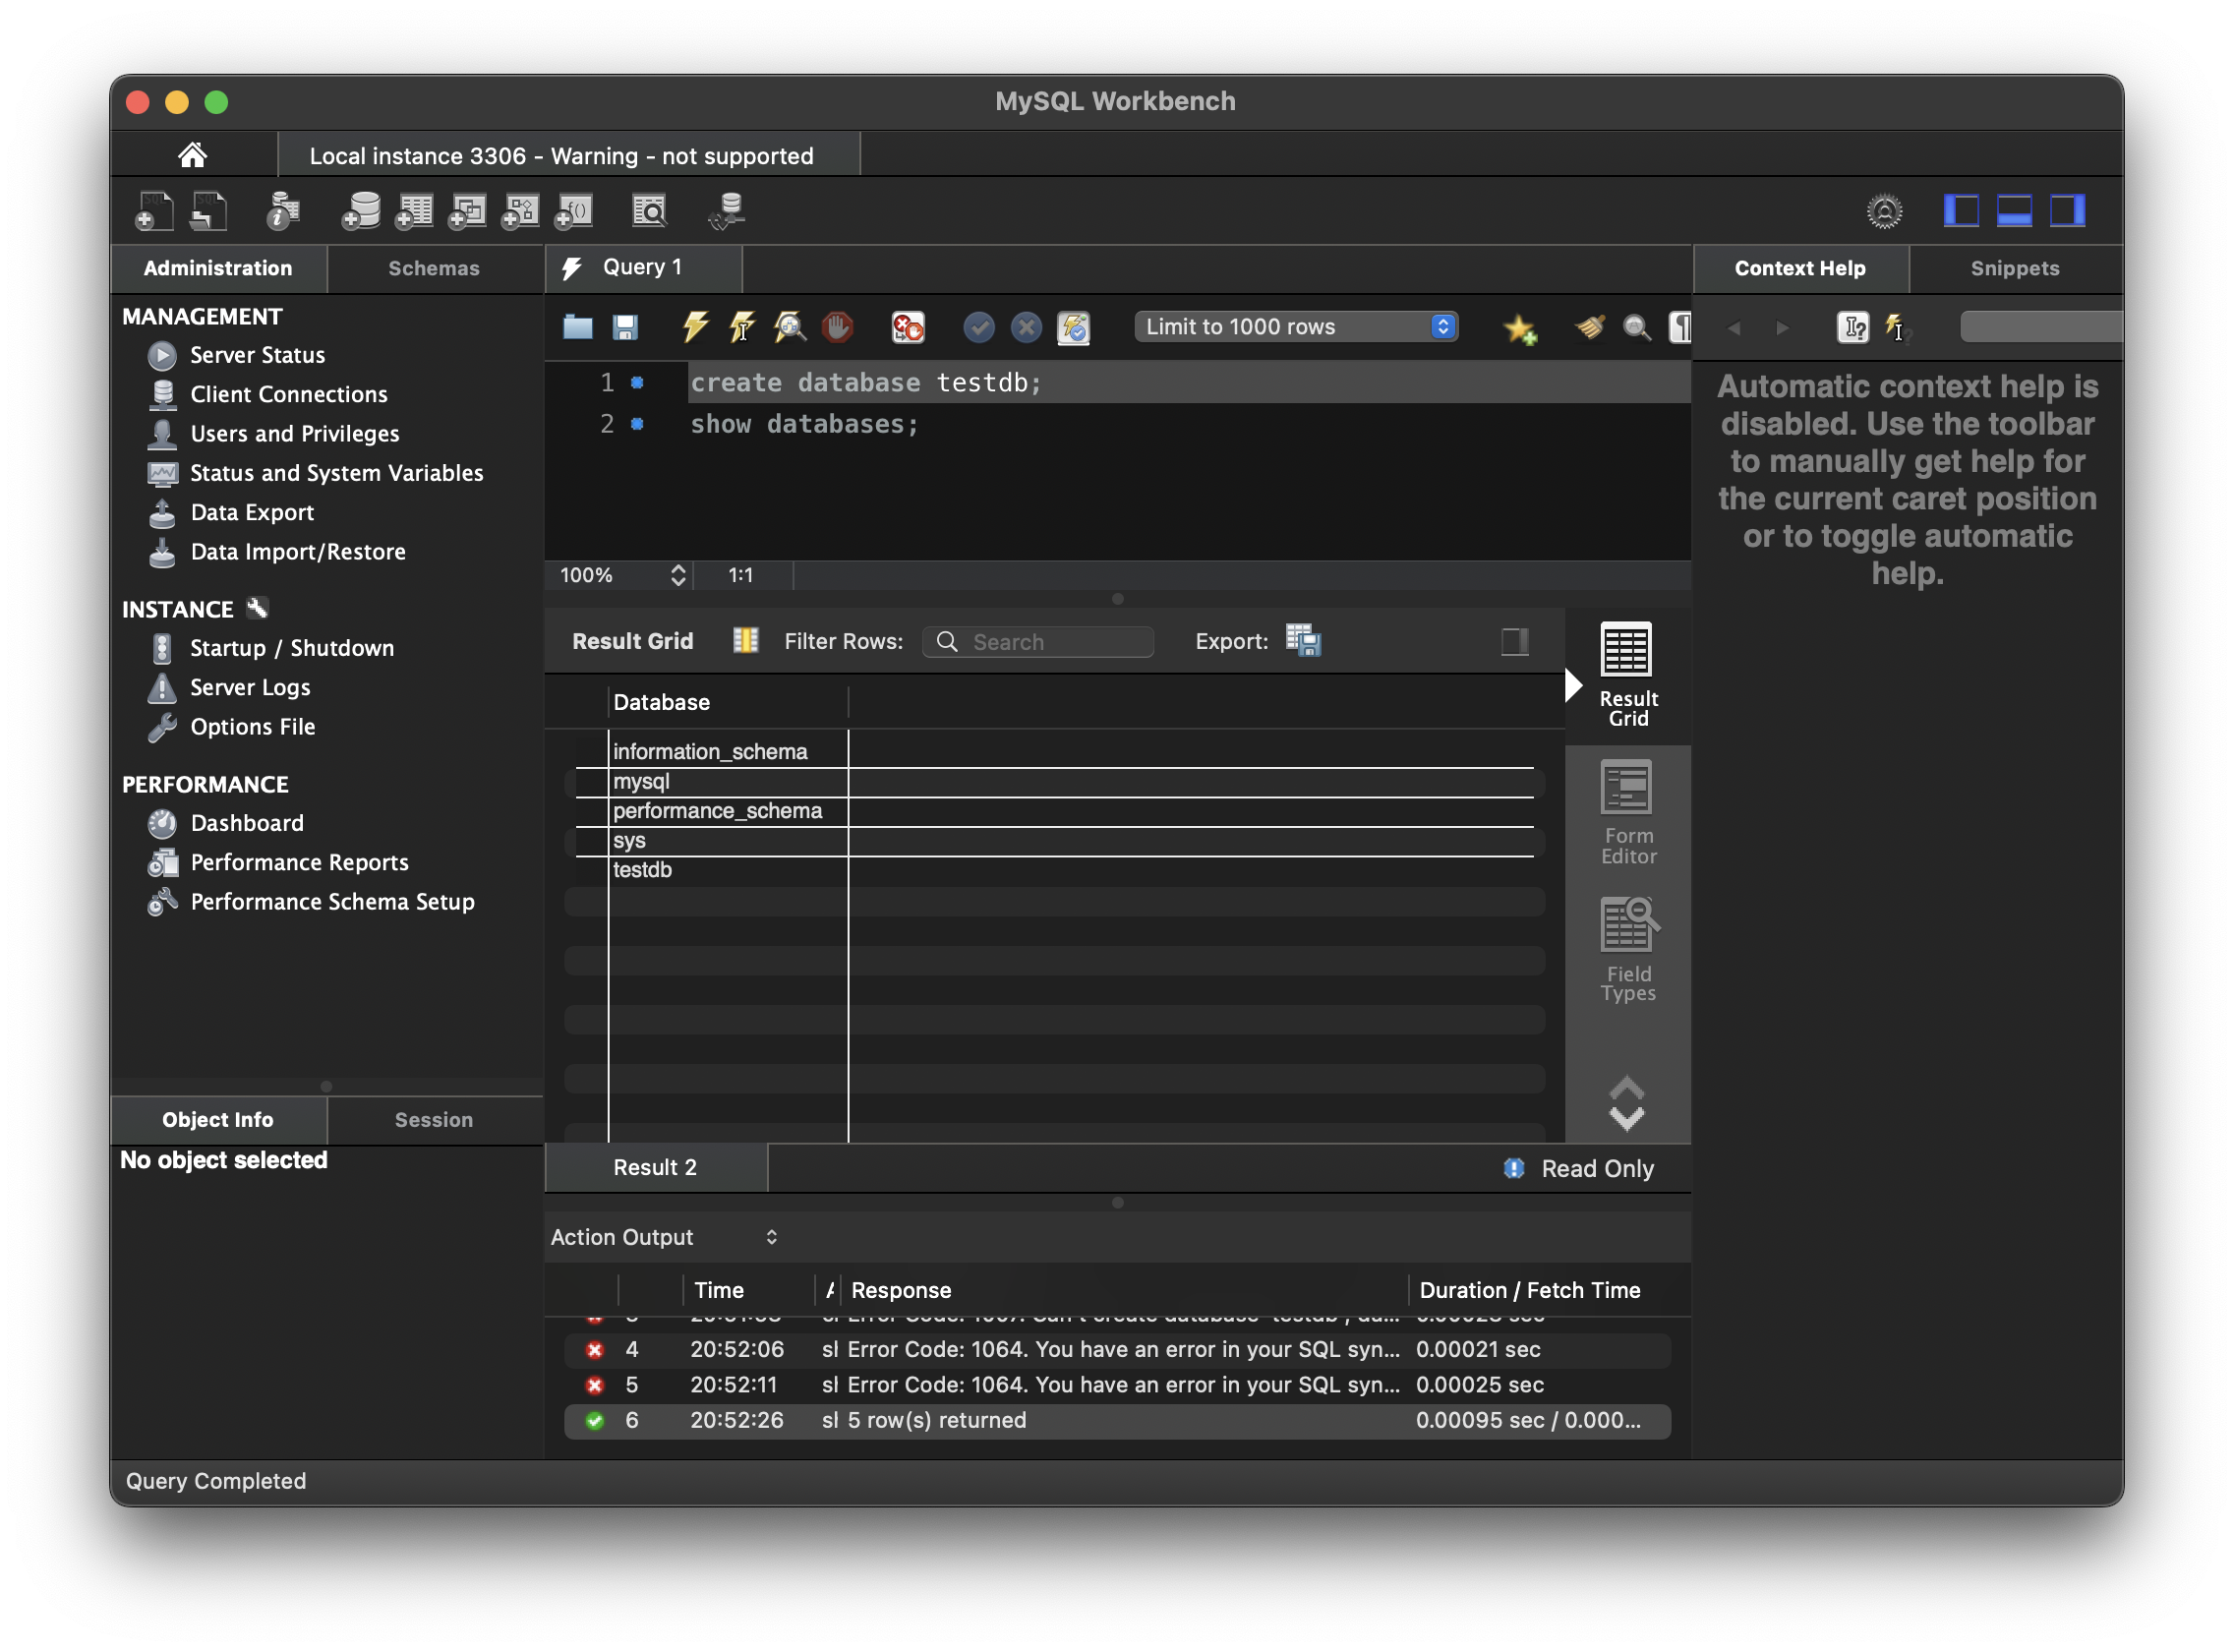 MySQL Workbench
Local instance 3306 - Warning - not supported
Administration
Schemas
Query 1
Context Help
Snippets
MANAGEMENT
Server Status
Client Connections
Users and Privileges
Status and System Variables
Data Export
Data Import/Restore
INSTANCE
Startup / Shutdown
Server Logs
Options File
PERFORMANCE
Dashboard
Performance Reports
Performance Schema Setup
Object Info
Session
No object selected
Limit to 1000 rows
1 create database testdb;
2 show databases;
100%
1:1
Result Grid
Filter Rows:
Search
Export:
Database
information_schema
mysql
performance_schema
sys
testdb
Result
Grid
Form
Editor
Field
Types
Result 2
Read Only
Action Output
Time
Response
Duration / Fetch Time
4 20:52:06 Error Code: 1064. You have an error in your SQL syn... 0.00021 sec
5 20:52:11 Error Code: 1064. You have an error in your SQL syn... 0.00025 sec
6 20:52:26 5 row(s) returned 0.00095 sec / 0.000...
Automatic context help is
disabled. Use the toolbar
to manually get help for
the current caret position
or to toggle automatic
help.
Query Completed